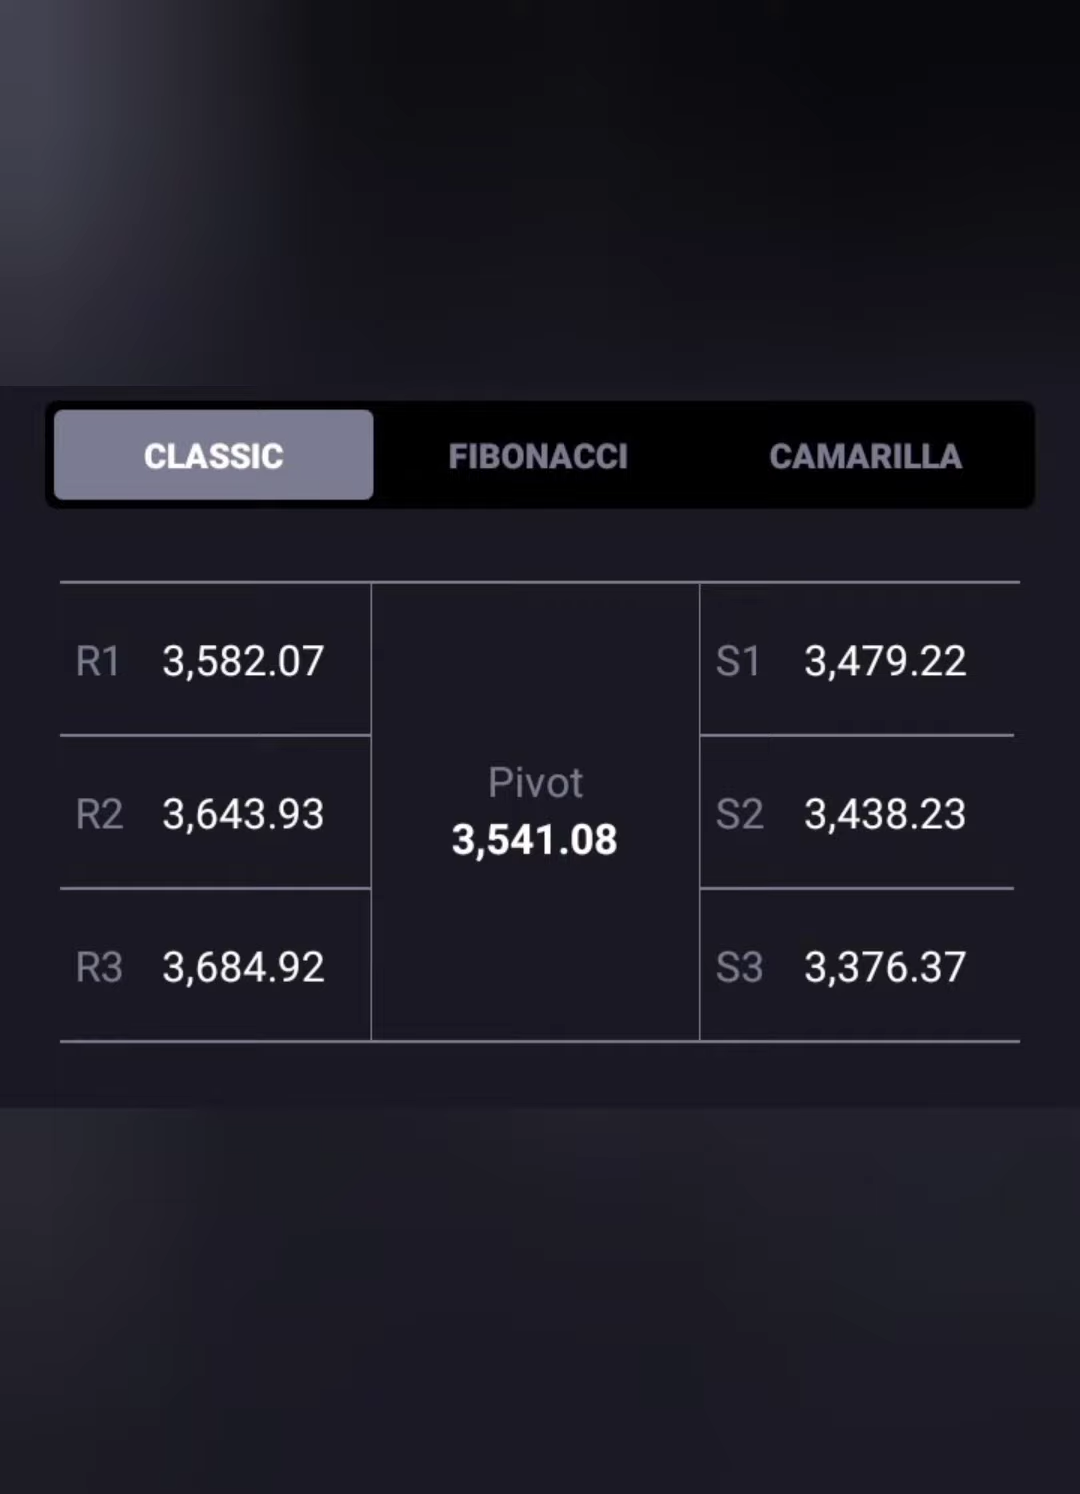 CLASSIC FIBONACCI CAMARILLA
R1 3,582.07
R2 3,643.93
R3 3,684.92
Pivot
3,541.08
S1 3,479.22
S2 3,438.23
S3 3,376.37